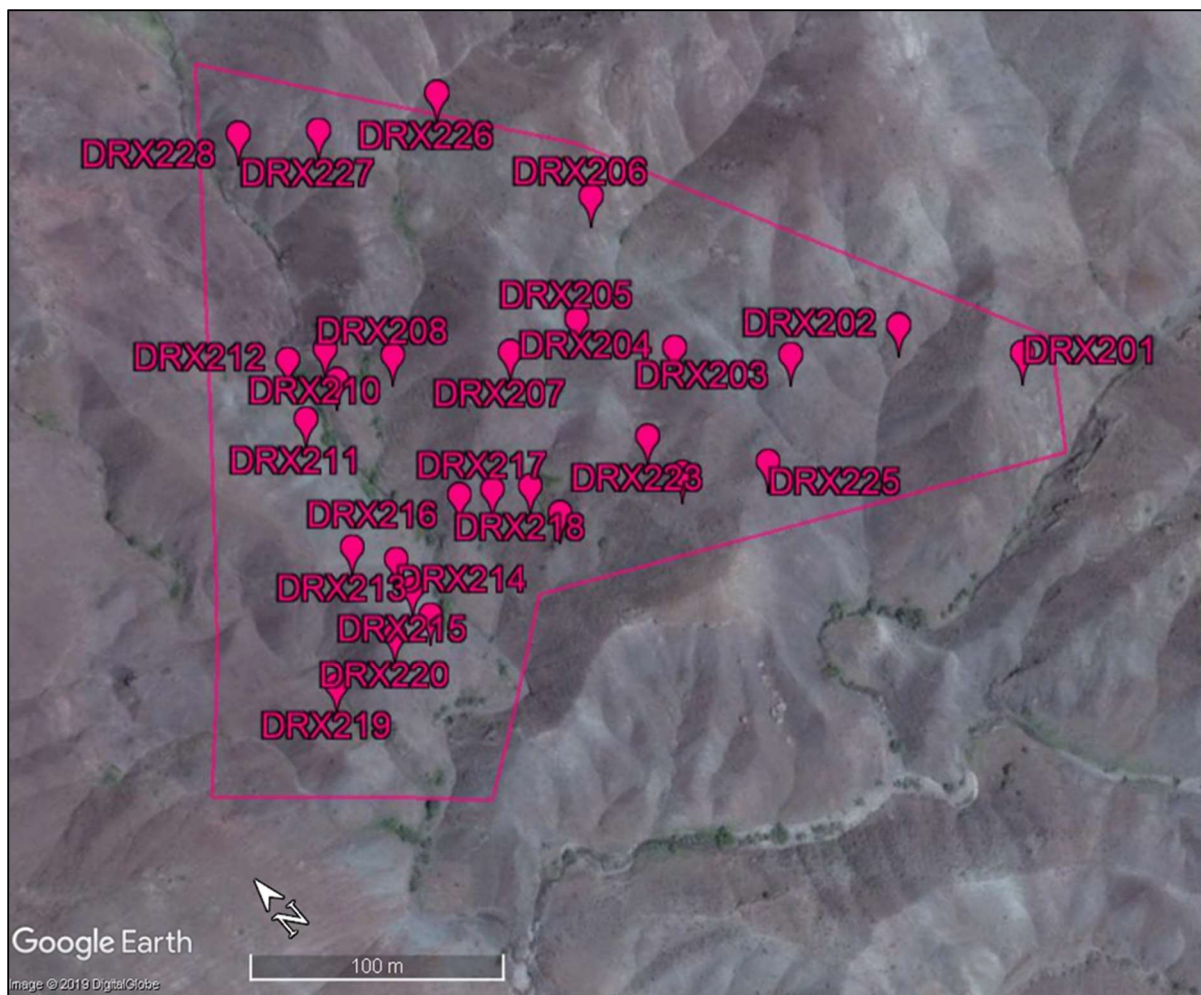 DRX226
DRX228
DRX227
DRX206
DRX205
DRX208
DRX202
DRX204
DRX201
DRX212
DRX203
DRX210
DRX207
DRX211
DRX217
DRX223
DRX225
DRX216
DRX218
DRX214
DRX213
DRX215
DRX220
DRX219
N
Google Earth
100 m
Image © 2019 DigitalGlobe